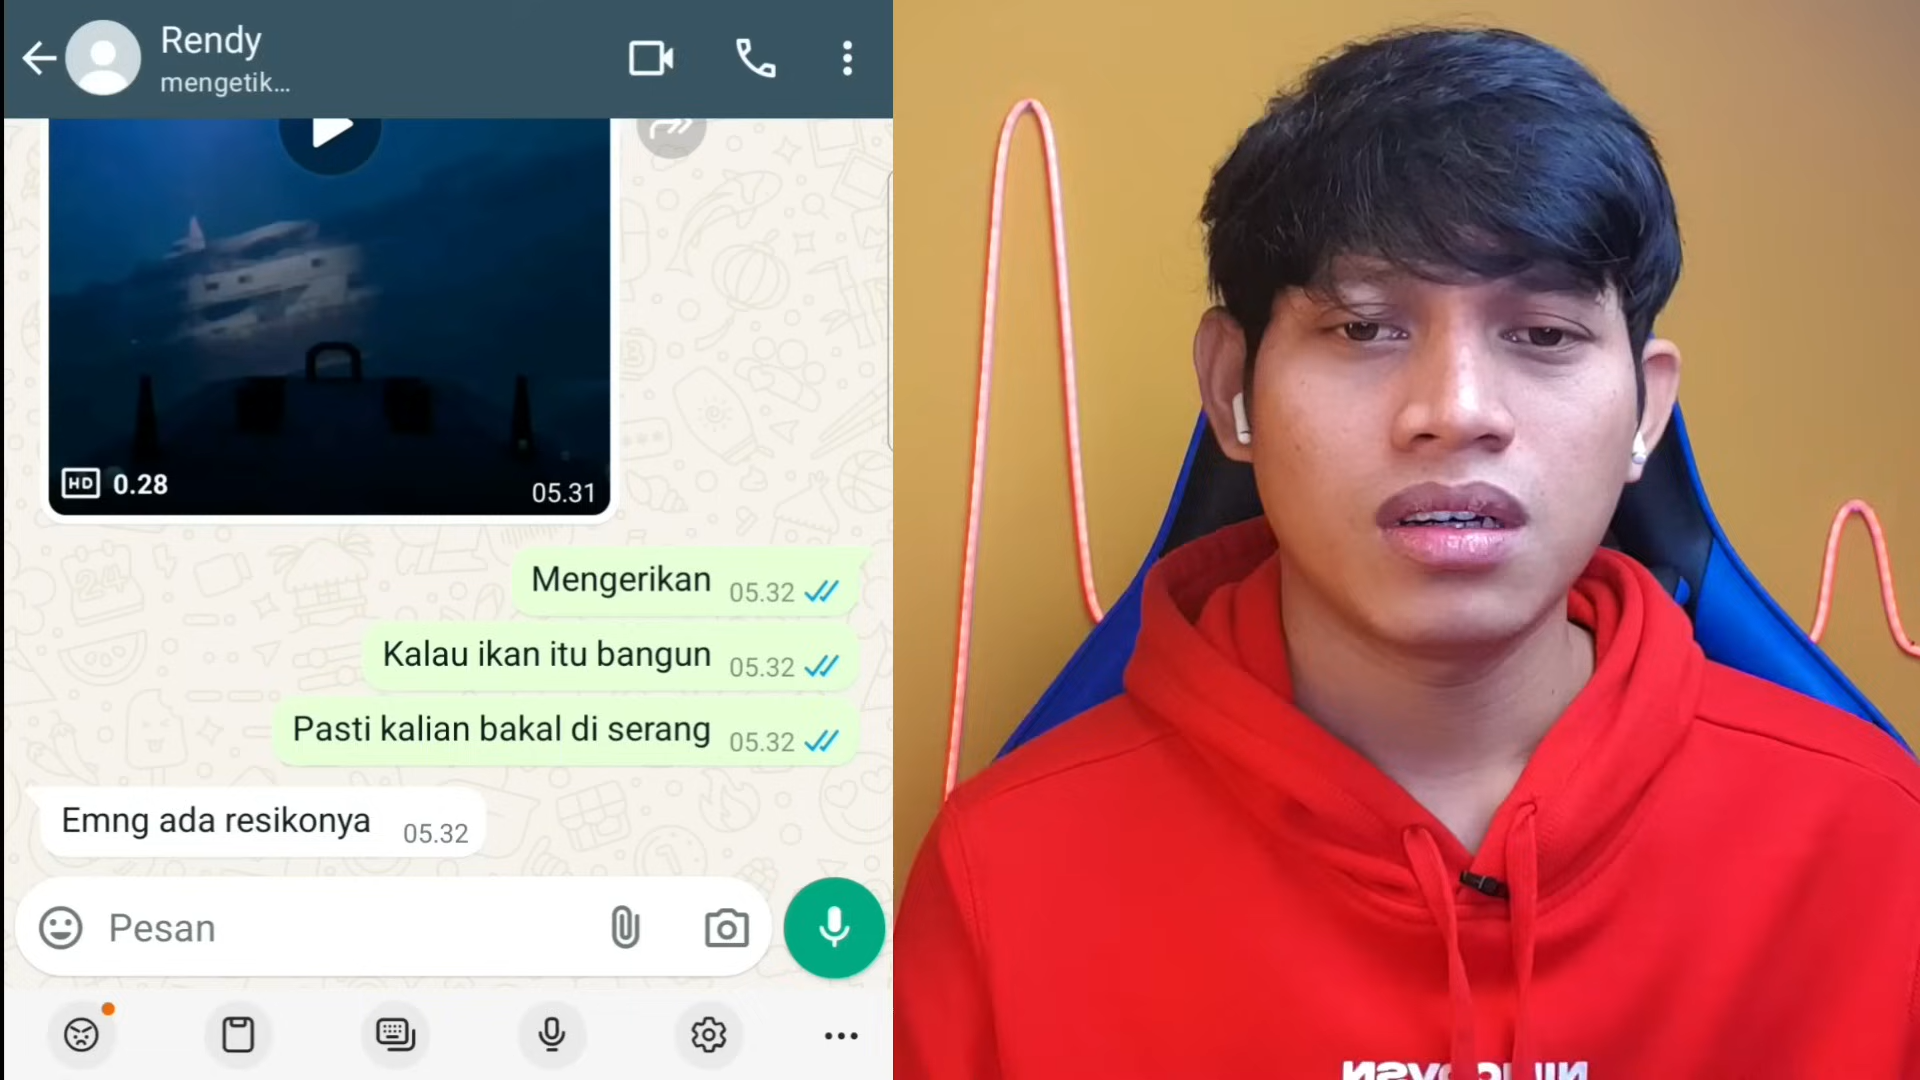 Rendy
mengetik...
HD 0.28
05.31
Mengerikan 05.32
Kalau ikan itu bangun 05.32
Pasti kalian bakal di serang 05.32
Emng ada resikonya 05.32
Pesan